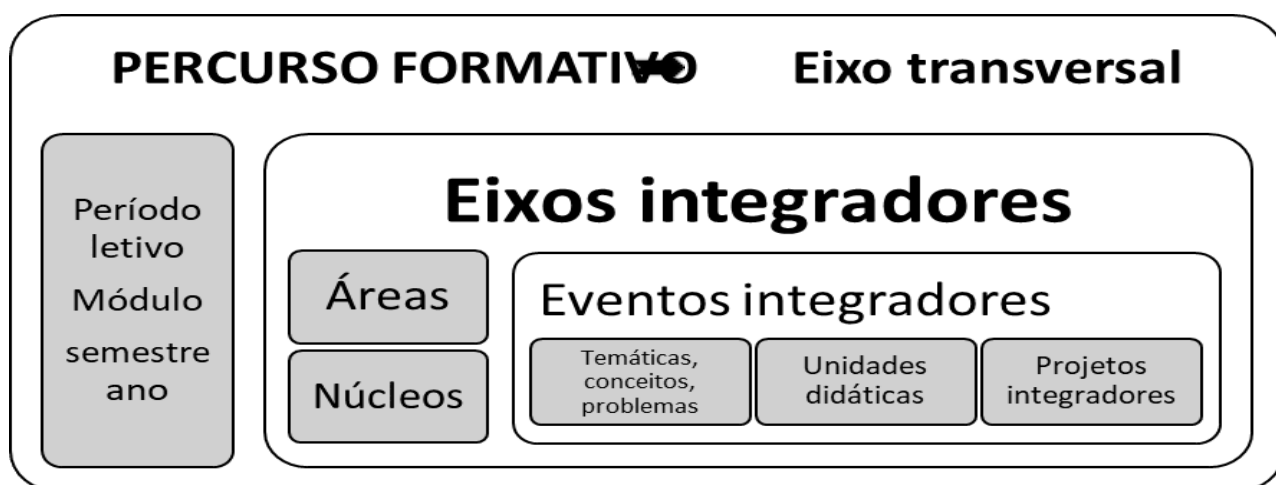 PERCURSO FORMATIVO Eixo transversal
Período
letivo
Módulo
semestre
ano
Eixos integradores
Áreas
Núcleos
Eventos integradores
Temáticas,
conceitos,
problemas
Unidades
didáticas
Projetos
integradores